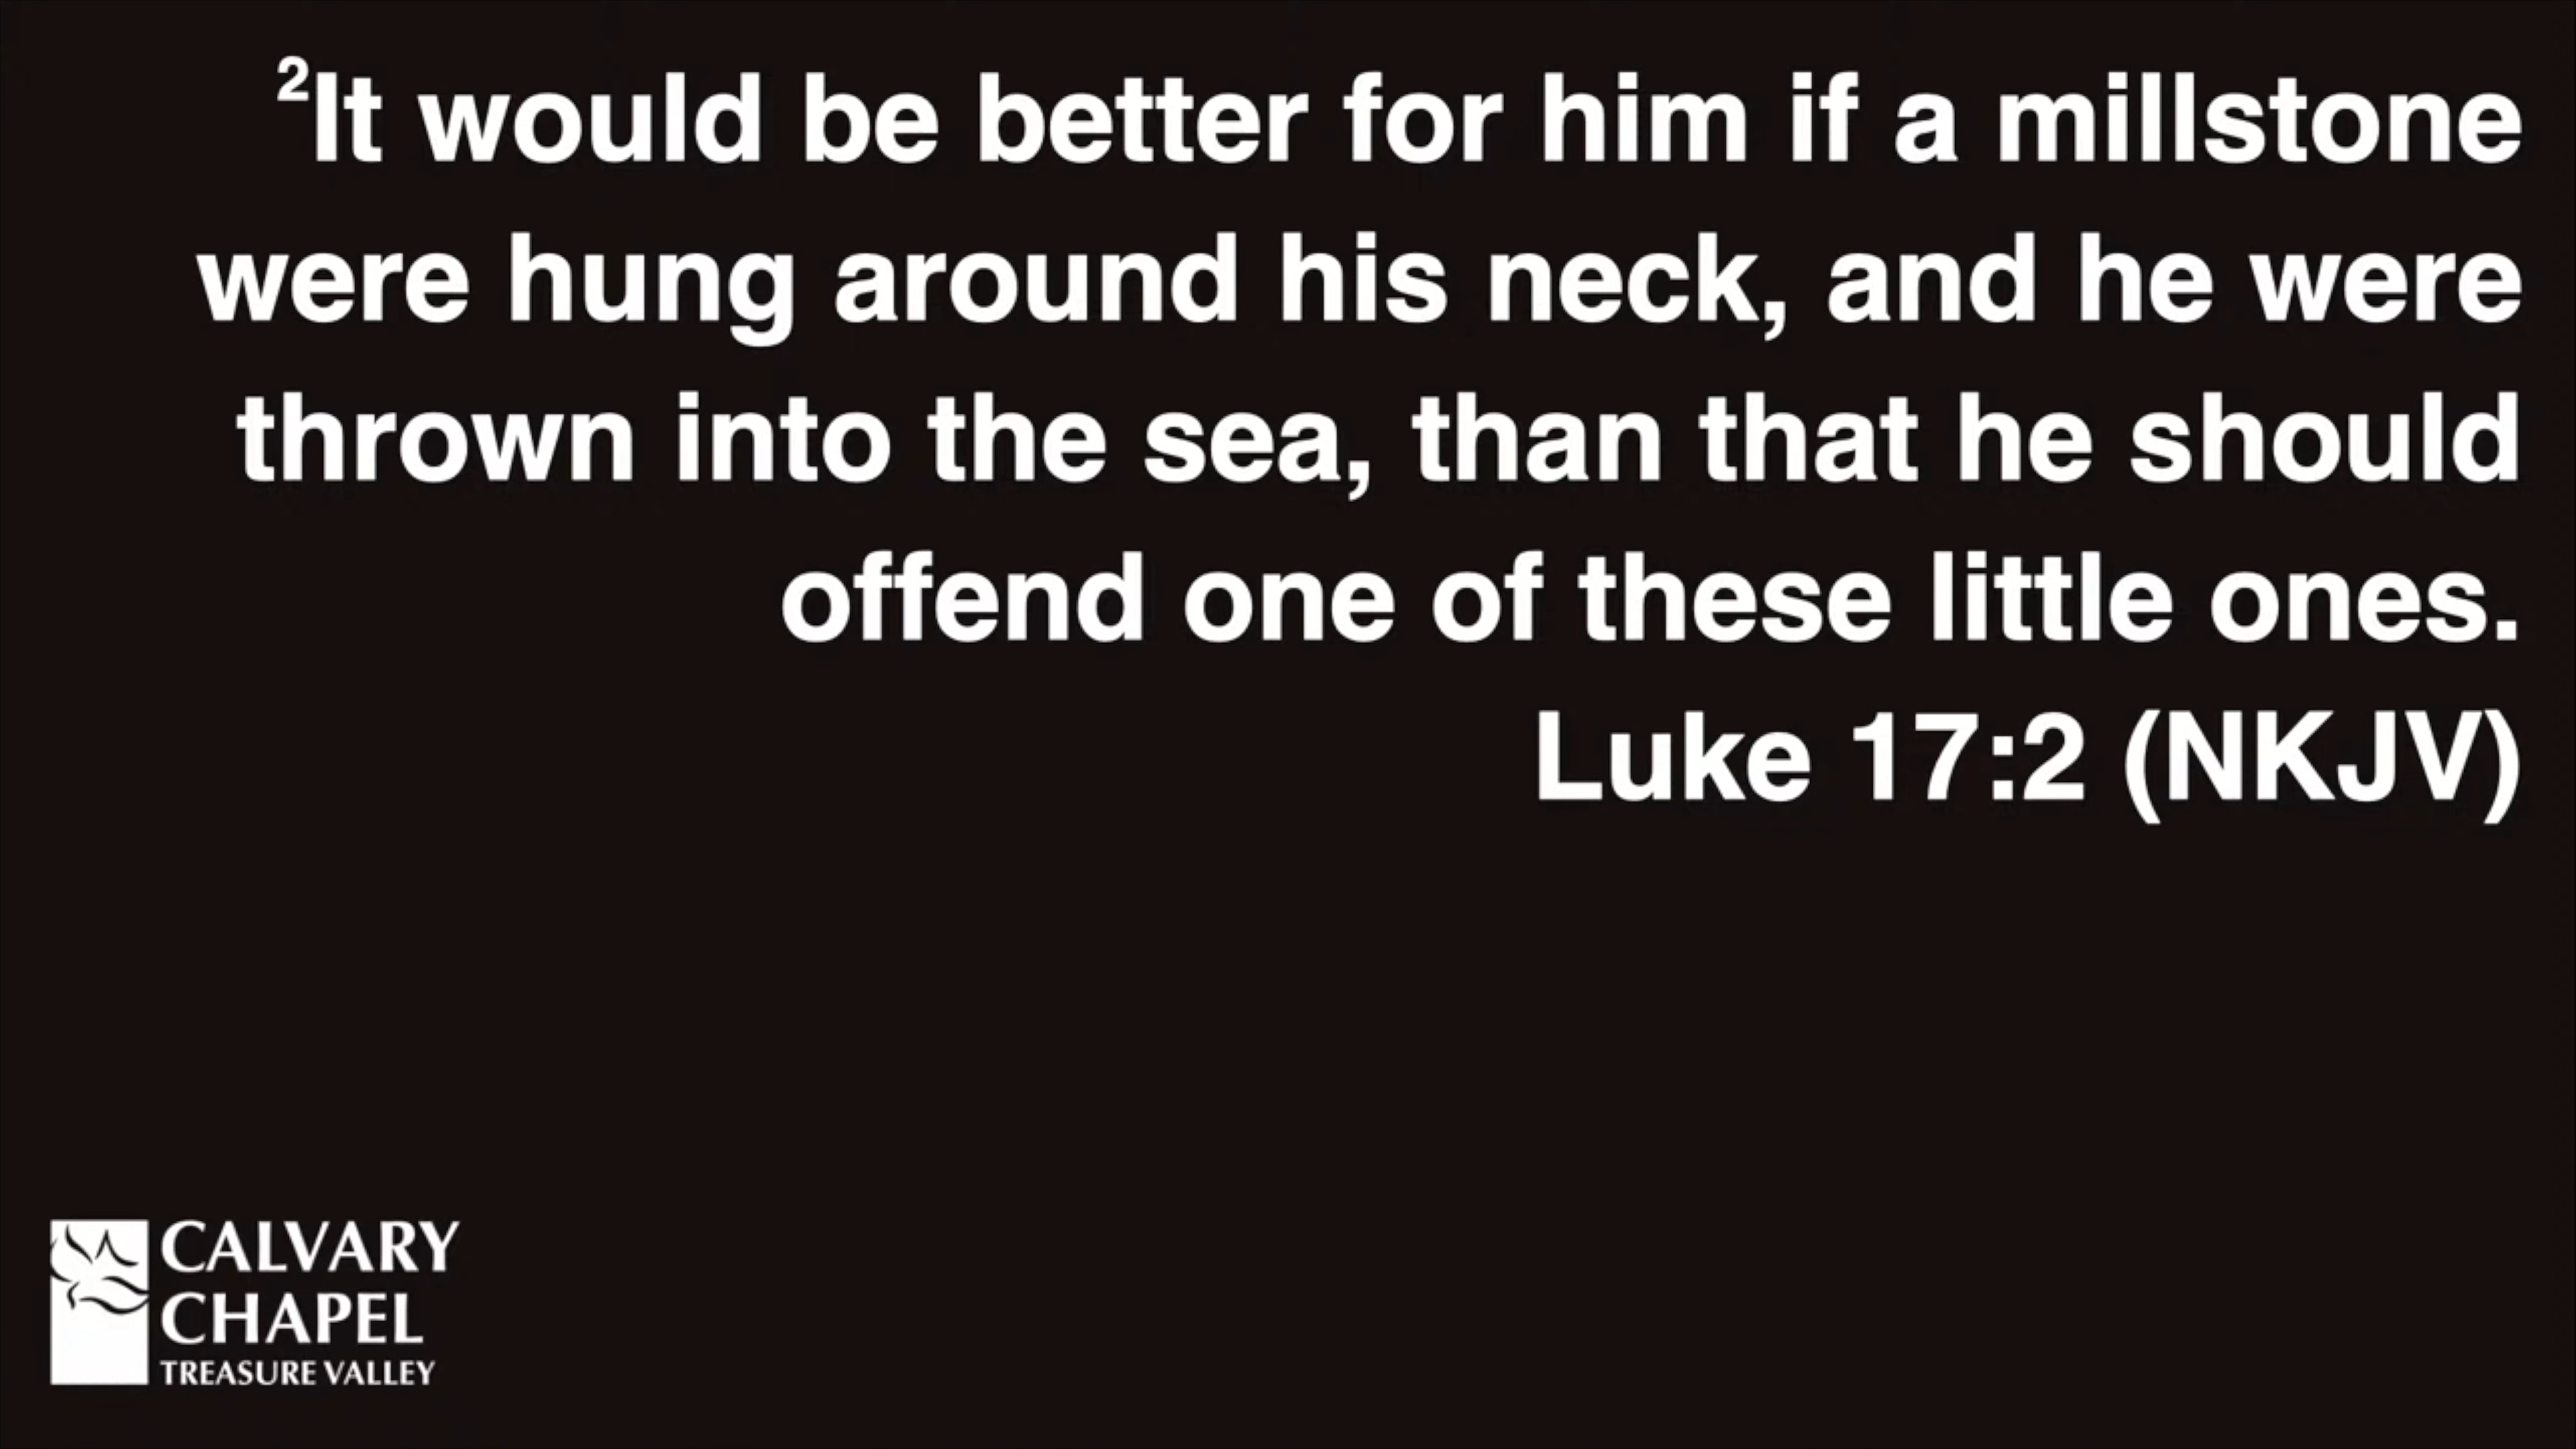 ²It would be better for him if a millstone
were hung around his neck, and he were
thrown into the sea, than that he should
offend one of these little ones.
Luke 17:2 (NKJV)
CALVARY
CHAPEL
TREASURE VALLEY